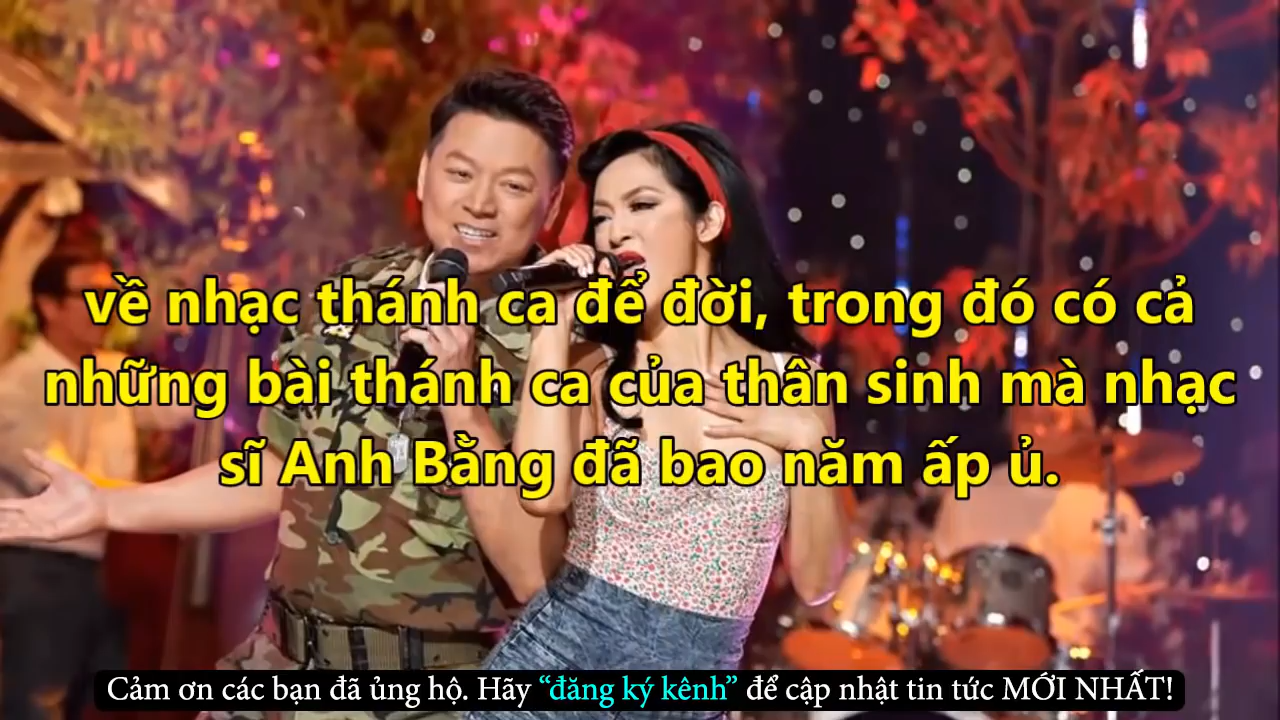 về nhạc thánh ca để đời, trong đó có cả
những bài thánh ca của thân sinh mà nhạc
sĩ Anh Bằng đã bao năm ấp ủ.
Cảm ơn các bạn đã ủng hộ. Hãy “đăng ký kênh” để cập nhật tin tức MỚI NHẤT!